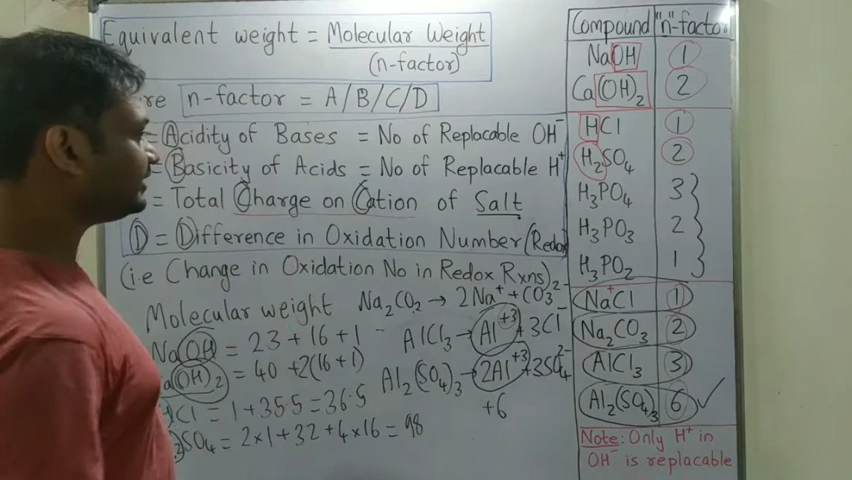 Equivalent weight = Molecular Weight
(n-factor)
n-factor = A/B/C/D
= Acidity of Bases = No of Replacable OH⁻
= Basicity of Acids = No of Replacable H⁺
= Total Charge on Cation of Salt
D = Difference in Oxidation Number (Redox)
(i.e Change in Oxidation No in Redox Rxns)
Molecular weight
Na₂CO₂ → 2Na⁺ + CO₃²⁻
NaOH = 23 + 16 + 1
AlCl₃ → Al⁺³ + 3Cl⁻
(OH)₂ = 40 + 2(16+1)
Al₂(SO₄)₃ → 2Al⁺³ + 3SO₄²⁻
+6
Cl = 1 + 35.5 = 36.5
SO₄ = 2×1 + 32 + 4×16 = 98
Compound "n"-factor
NaOH 1
Ca(OH)₂ 2
HCl 1
H₂SO₄ 2
H₃PO₄ 3
H₃PO₃ 2
H₃PO₂ 1
Na⁺Cl 1
Na₂CO₃ 2
AlCl₃ 3
Al₂(SO₄)₃ 6 ✓
Note: Only H⁺ in
OH⁻ is replacable